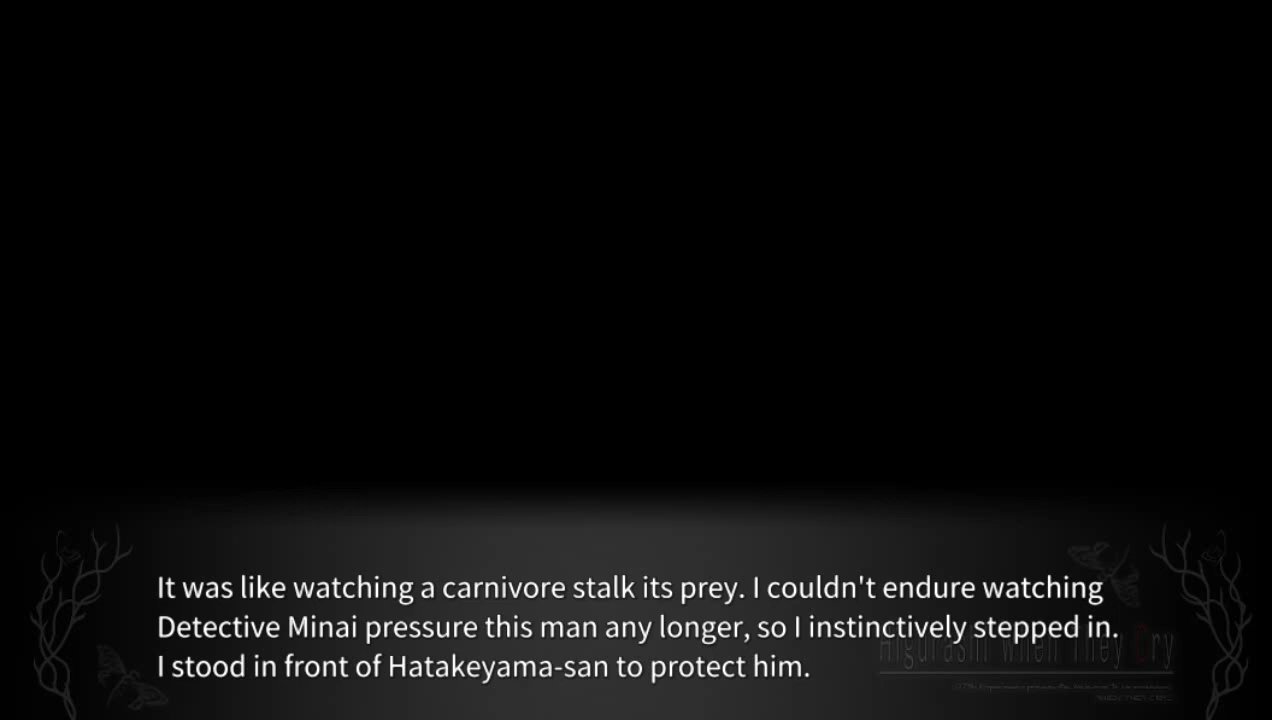 It was like watching a carnivore stalk its prey. I couldn't endure watching
Detective Minai pressure this man any longer, so I instinctively stepped in.
I stood in front of Hatakeyama-san to protect him.
Higurashi When They Cry